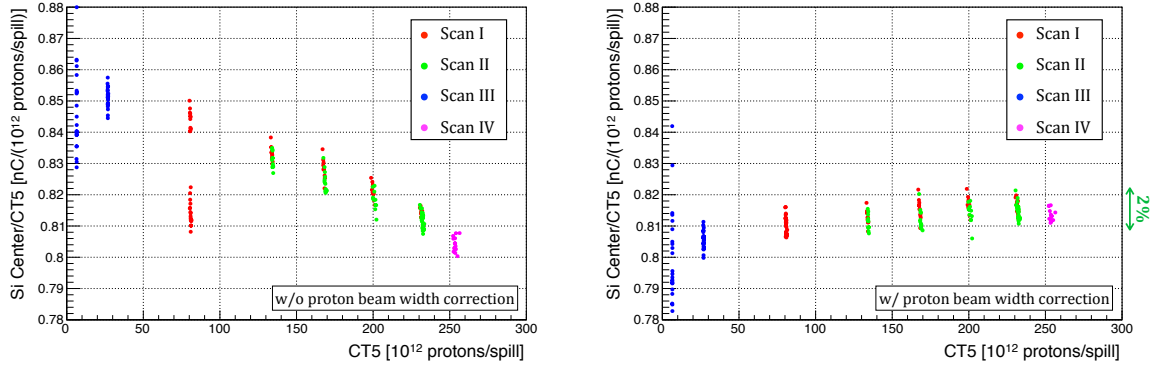 Si Center/CT5 [nC/(10¹² protons/spill)]
0.88
0.87
0.86
0.85
0.84
0.83
0.82
0.81
0.8
0.79
0.78
Scan I
Scan II
Scan III
Scan IV
w/o proton beam width correction
0 50 100 150 200 250 300
CT5 [10¹² protons/spill]
Si Center/CT5 [nC/(10¹² protons/spill)]
0.88
0.87
0.86
0.85
0.84
0.83
0.82
0.81
0.8
0.79
0.78
Scan I
Scan II
Scan III
Scan IV
2%
w/ proton beam width correction
0 50 100 150 200 250 300
CT5 [10¹² protons/spill]